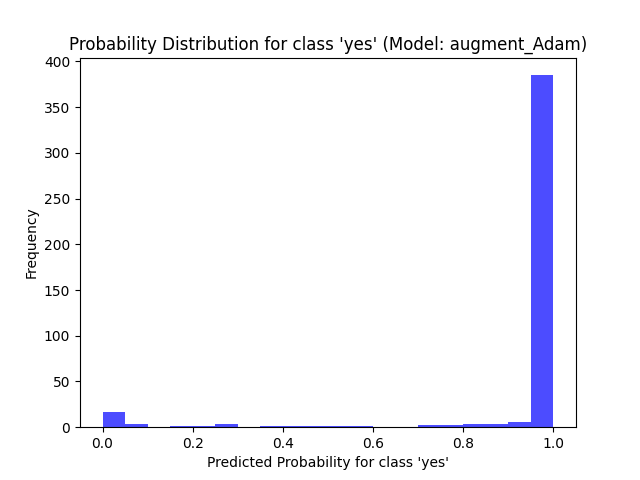 Probability Distribution for class 'yes' (Model: augment_Adam)
400
350
300
250
200
150
100
50
0
Frequency
0.0 0.2 0.4 0.6 0.8 1.0
Predicted Probability for class 'yes'